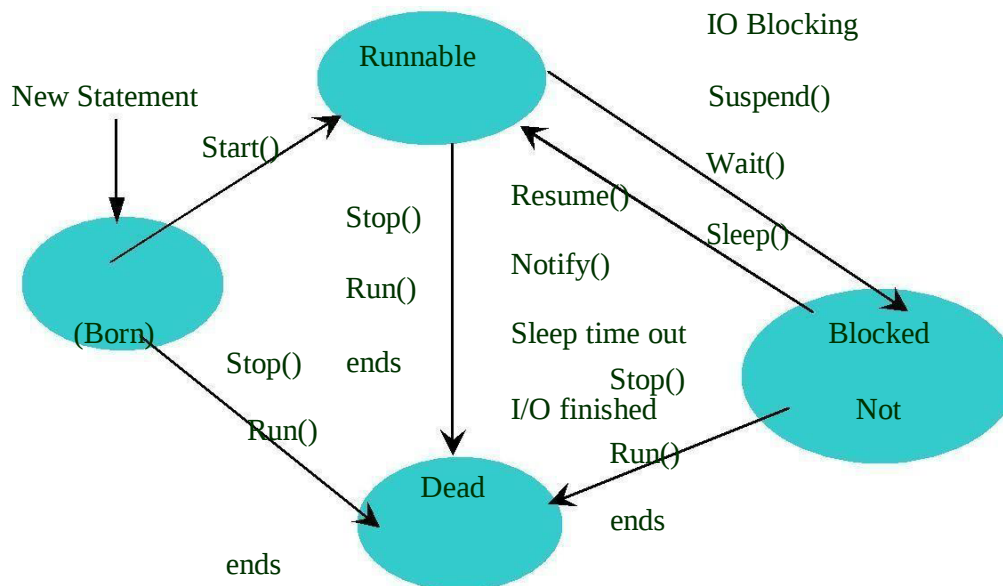 IO Blocking
Runnable
Suspend()
New Statement
Start()
Wait()
Resume()
Stop()
Sleep()
Notify()
Run()
(Born)
Sleep time out
Blocked
Stop()
ends
Stop()
I/O finished
Not
Run()
Run()
Dead
ends
ends